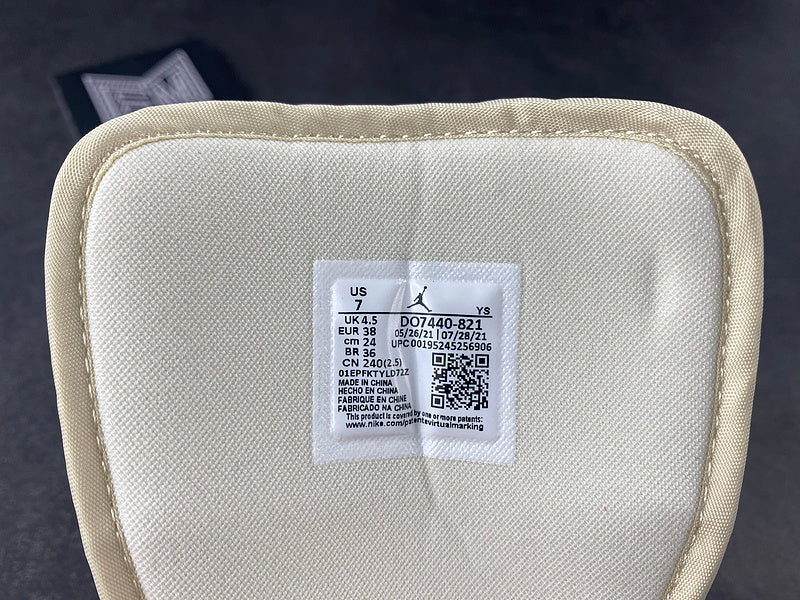 US
7
YS
UK 4.5
DO7440-821
EUR 38
05/26/21 | 07/28/21
cm 24
UPC 00195245256906
BR 36
CN 240(2.5)
01EPFKTYLD72Z
MADE IN CHINA
HECHO EN CHINA
FABRIQUE EN CHINE
FABRICADO NA CHINA
This product is covered by one or more patents:
www.nike.com/patentsvirtualmarking